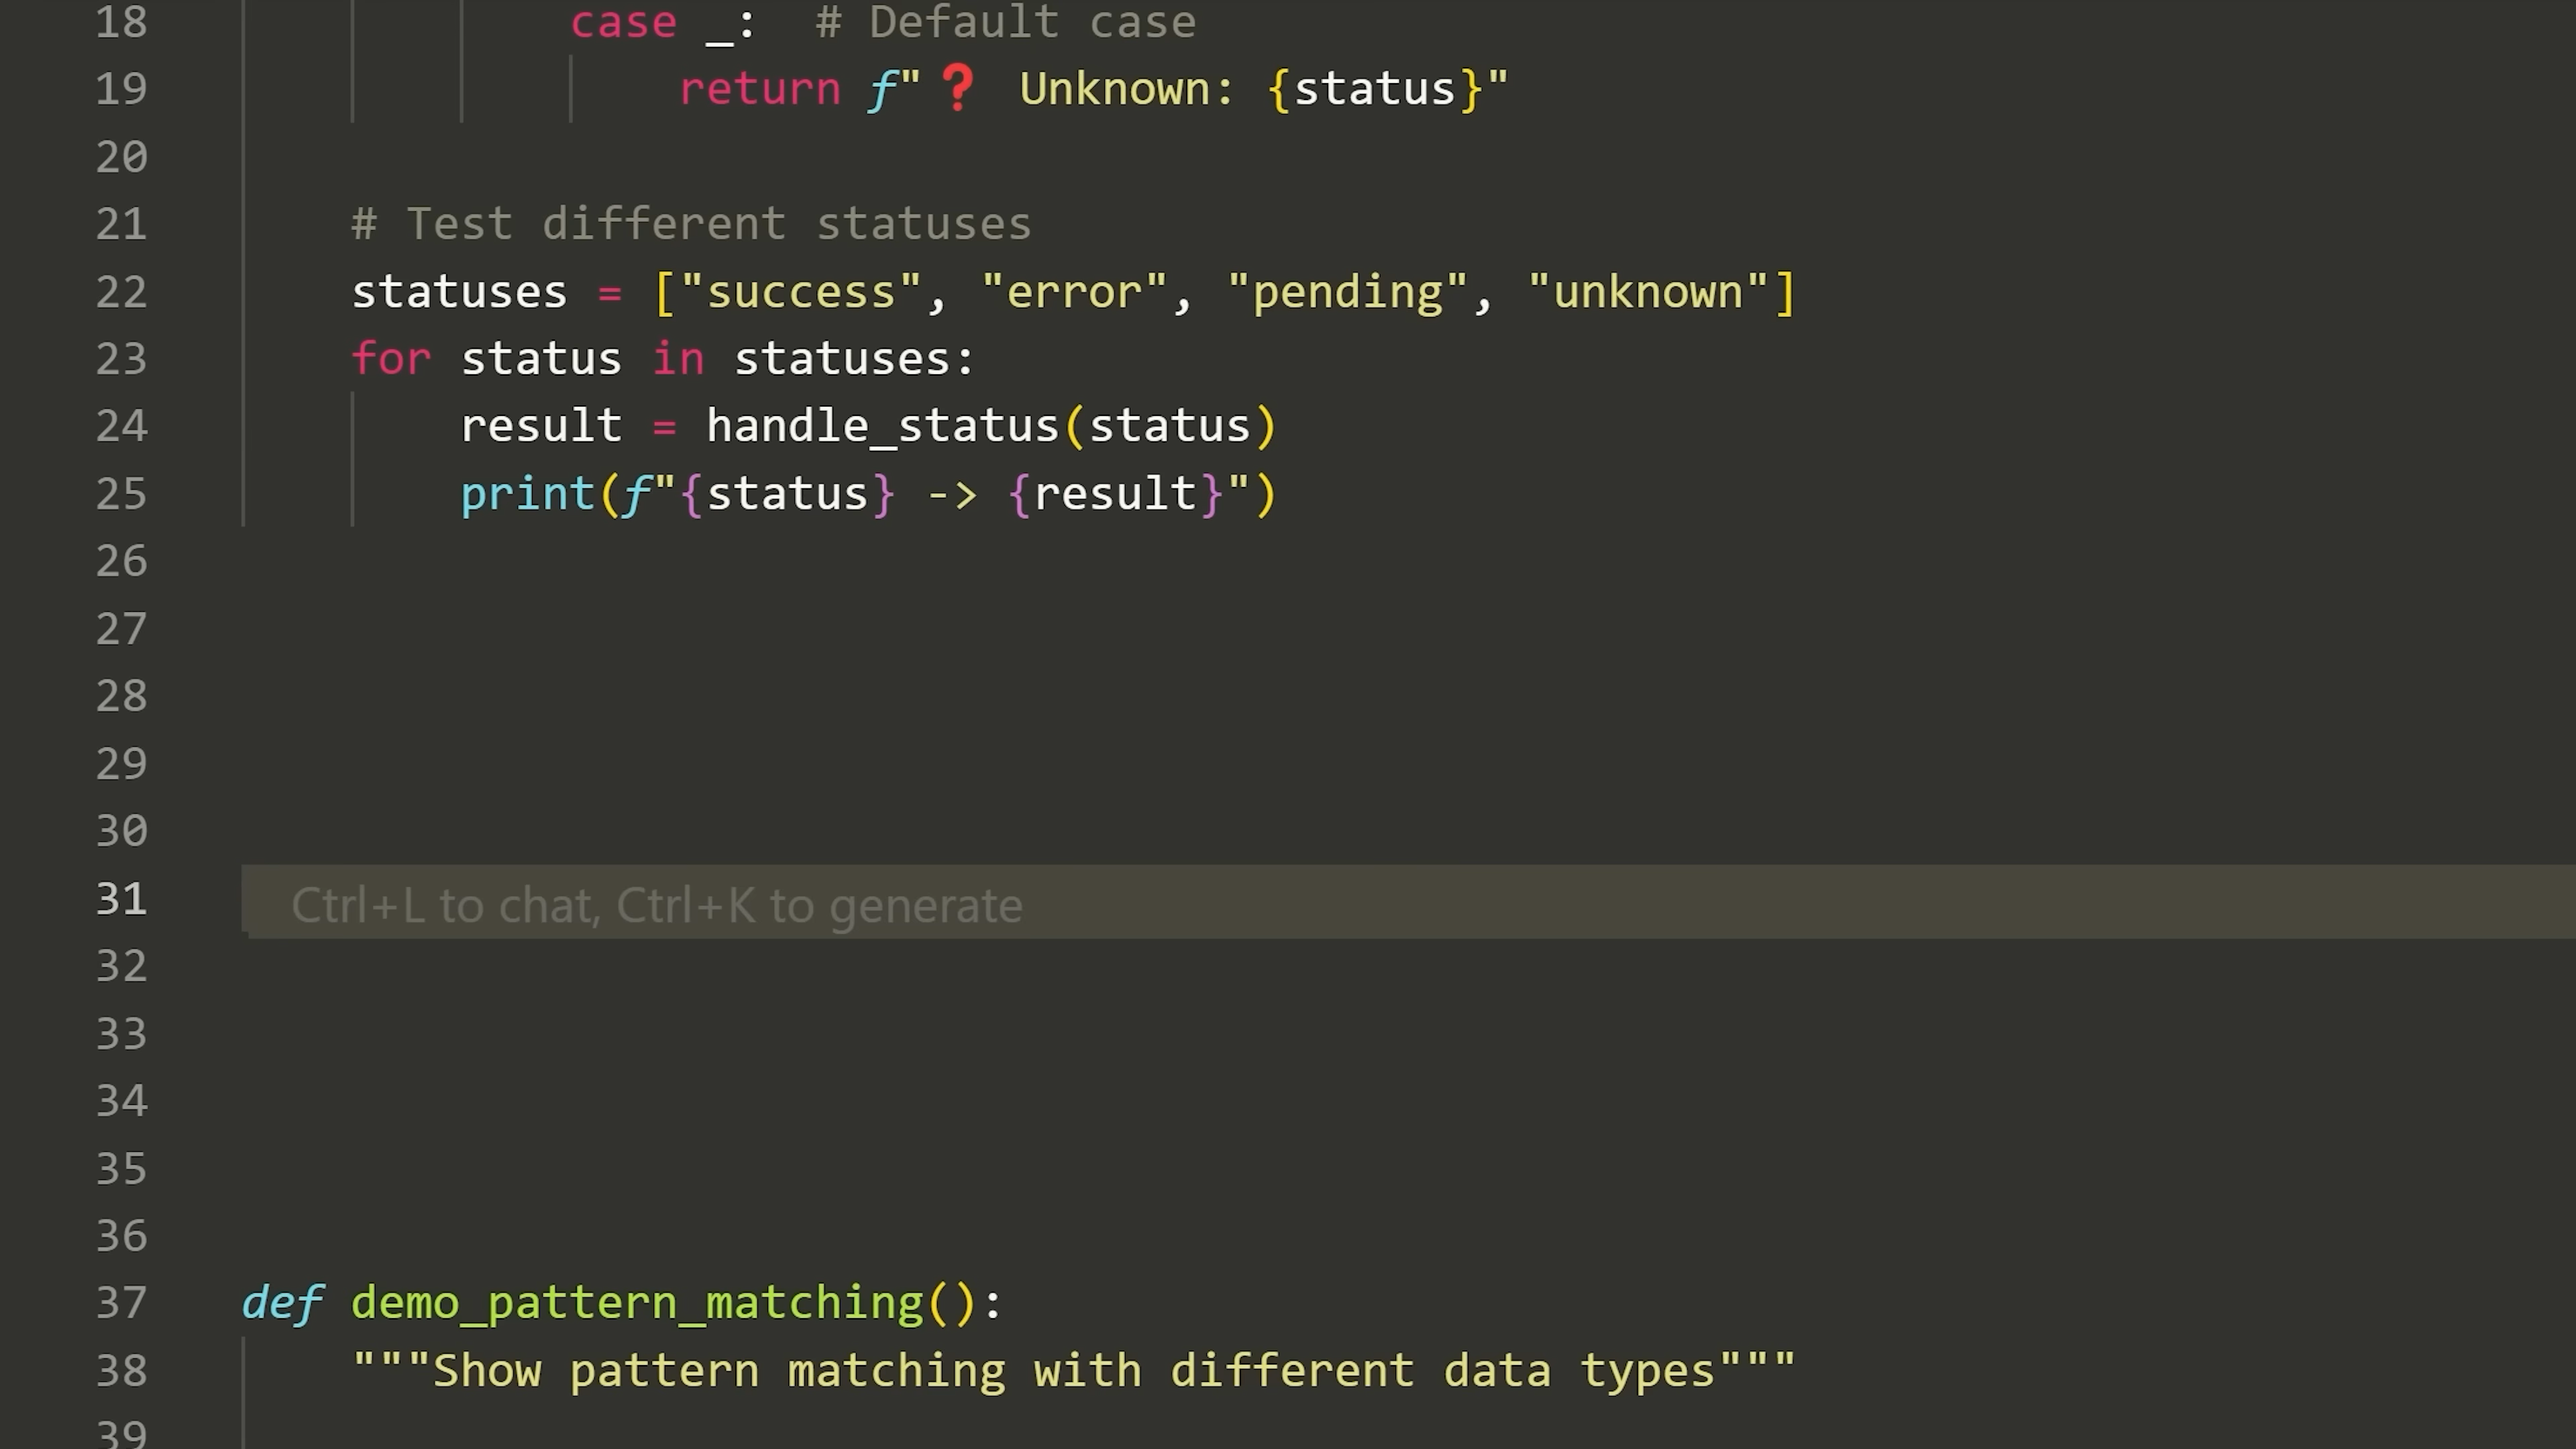 18 case _:  # Default case
19 return f"❓ Unknown: {status}"
20
21 # Test different statuses
22 statuses = ["success", "error", "pending", "unknown"]
23 for status in statuses:
24 result = handle_status(status)
25 print(f"{status} -> {result}")
26
27
28
29
30
31 Ctrl+L to chat, Ctrl+K to generate
32
33
34
35
36
37 def demo_pattern_matching():
38 """Show pattern matching with different data types"""
39